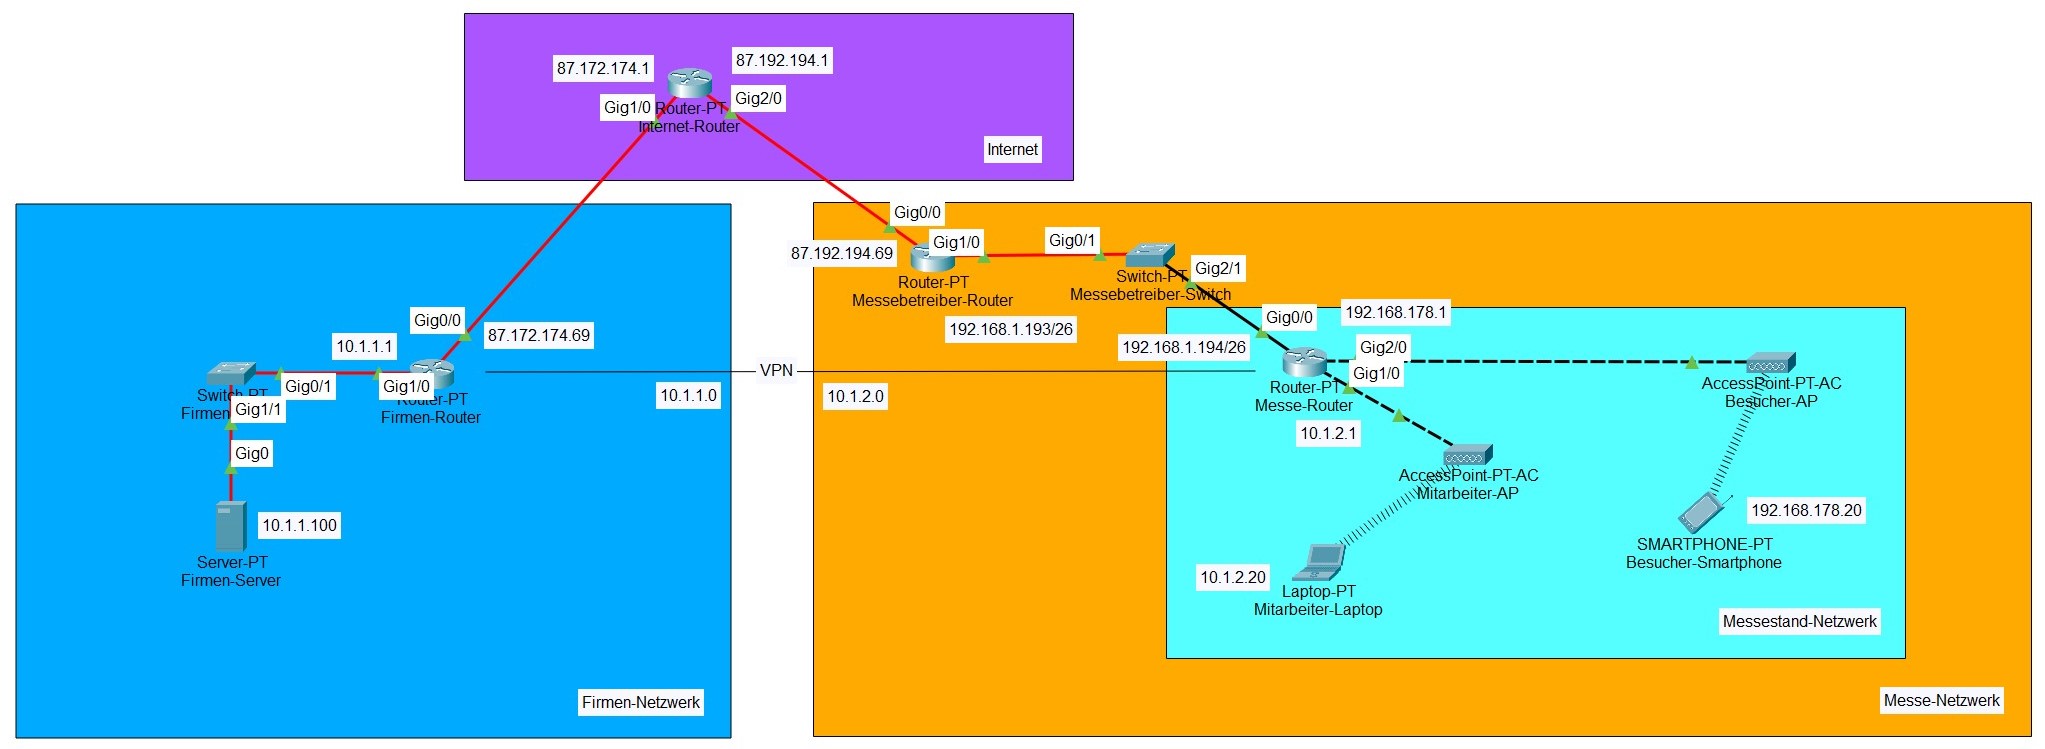 87.172.174.1
87.192.194.1
Gig1/0
Gig2/0
Router-PT
Internet-Router
Internet
Gig0/0
87.192.194.69
Gig1/0
Gig0/1
Router-PT
Messebetreiber-Router
Switch-PT
Messebetreiber-Switch
Gig2/1
192.168.1.193/26
Gig0/0
192.168.178.1
192.168.1.194/26
Gig2/0
Gig1/0
Router-PT
Messe-Router
10.1.2.1
AccessPoint-PT-AC
Besucher-AP
AccessPoint-PT-AC
Mitarbeiter-AP
192.168.178.20
SMARTPHONE-PT
Besucher-Smartphone
10.1.2.20
Laptop-PT
Mitarbeiter-Laptop
Messestand-Netzwerk
Messe-Netzwerk
Gig0/0
87.172.174.69
10.1.1.1
Gig0/1
Gig1/0
Router-PT
Firmen-Router
10.1.1.0
VPN
10.1.2.0
Switch-PT
Firmen
Gig1/1
Gig0
10.1.1.100
Server-PT
Firmen-Server
Firmen-Netzwerk